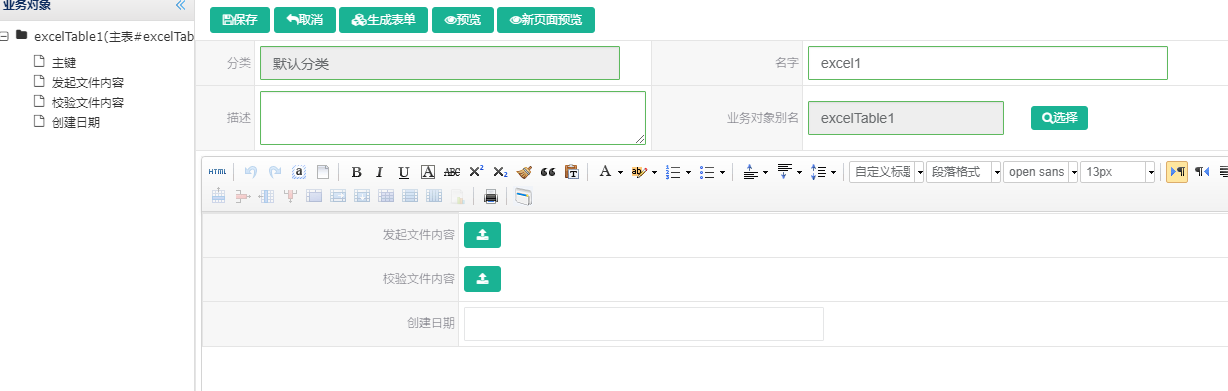 业务对象
excelTable1(主表#excelTab
主键
发起文件内容
校验文件内容
创建日期
保存 取消 生成表单 预览 新页面预览
分类 默认分类 名字 excel1
描述 业务对象别名 excelTable1 选择
HTML B I U A ABC X² X₂ A ab 自定义标题 段落格式 open sans 13px
发起文件内容
校验文件内容
创建日期